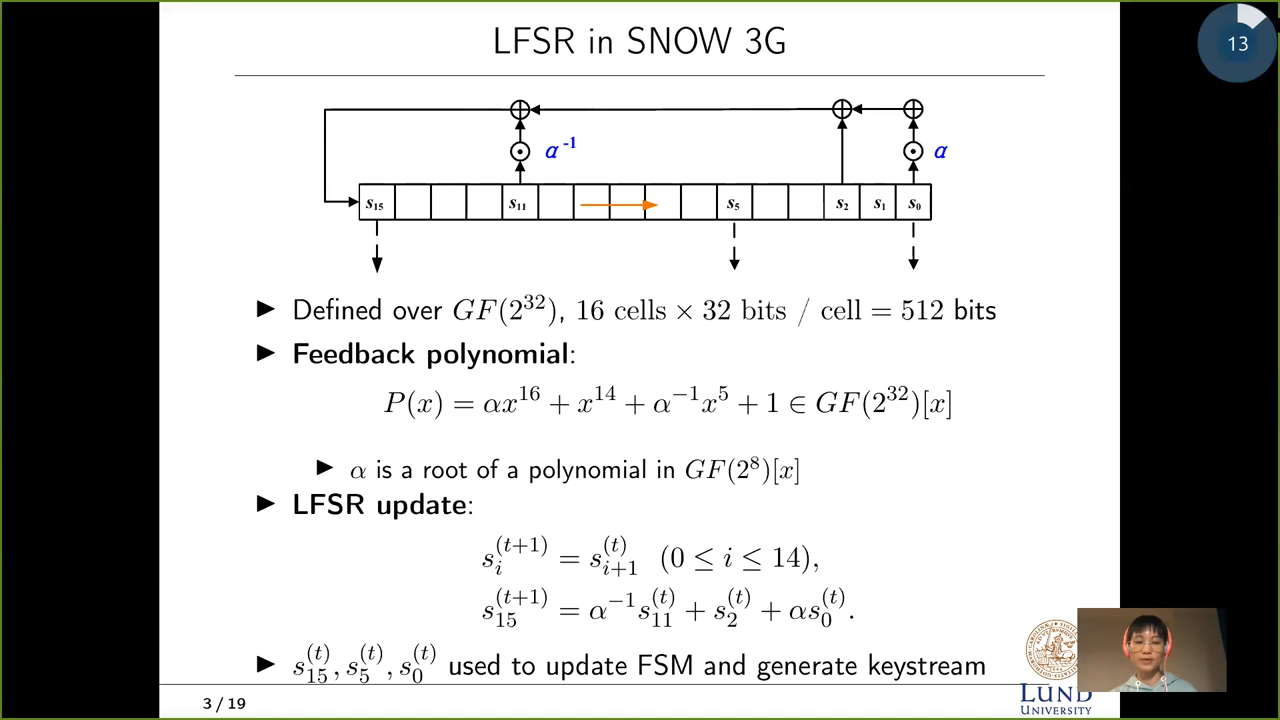 LFSR in SNOW 3G
13
α⁻¹
α
s₁₅ s₁₁ s₅ s₂ s₁ s₀
▶ Defined over GF(2³²), 16 cells × 32 bits / cell = 512 bits
▶ Feedback polynomial:
P(x) = αx¹⁶ + x¹⁴ + α⁻¹x⁵ + 1 ∈ GF(2³²)[x]
▶ α is a root of a polynomial in GF(2⁸)[x]
▶ LFSR update:
s_i^(t+1) = s_{i+1}^(t) (0 ≤ i ≤ 14),
s_15^(t+1) = α⁻¹s_11^(t) + s_2^(t) + αs_0^(t).
▶ s_15^(t), s_5^(t), s_0^(t) used to update FSM and generate keystream
3 / 19
LUND
UNIVERSITY